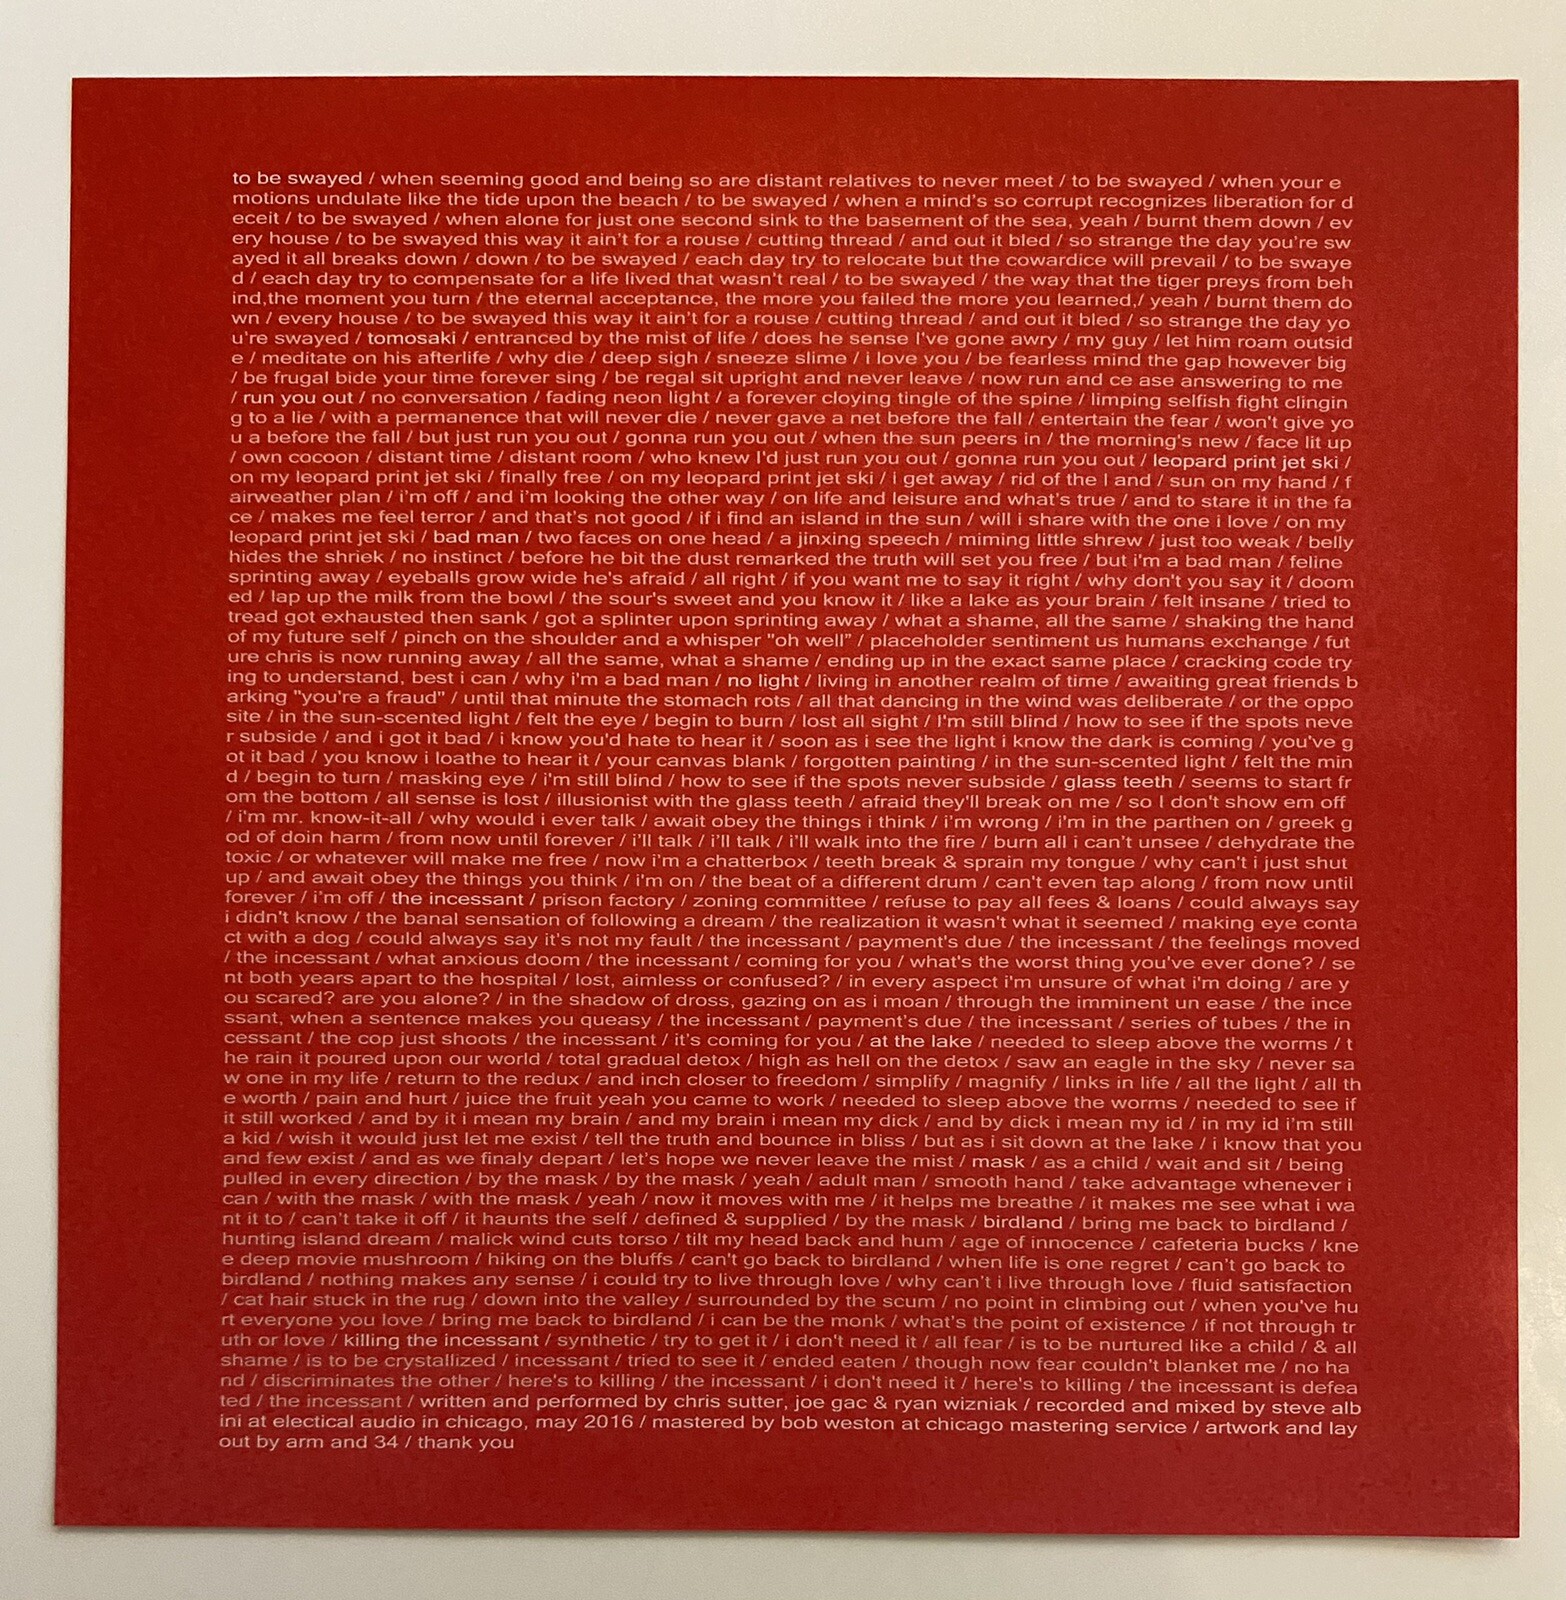 to be swayed / when seeming good and being so are distant relatives to never meet / to be swayed / when your e
motions undulate like the tide upon the beach / to be swayed / when a mind's so corrupt recognizes liberation for d
eceit / to be swayed / when alone for just one second sink to the basement of the sea, yeah / burnt them down / ev
ery house / to be swayed this way it ain't for a rouse / cutting thread / and out it bled / so strange the day you're sw
ayed it all breaks down / down / to be swayed / each day try to relocate but the cowardice will prevail / to be swaye
d / each day try to compensate for a life lived that wasn't real / to be swayed / the way that the tiger preys from beh
ind,the moment you turn / the eternal acceptance, the more you failed the more you learned,/ yeah / burnt them do
wn / every house / to be swayed this way it ain't for a rouse / cutting thread / and out it bled / so strange the day yo
u're swayed / tomosaki / entranced by the mist of life / does he sense I've gone awry / my guy / let him roam outsid
e / meditate on his afterlife / why die / deep sigh / sneeze slime / i love you / be fearless mind the gap however big
/ be frugal bide your time forever sing / be regal sit upright and never leave / now run and ce ase answering to me
/ run you out / no conversation / fading neon light / a forever cloying tingle of the spine / limping selfish fight clingin
g to a lie / with a permanence that will never die / never gave a net before the fall / entertain the fear / won't give yo
u a before the fall / but just run you out / gonna run you out / when the sun peers in / the morning's new / face lit up
/ own cocoon / distant time / distant room / who knew I'd just run you out / gonna run you out / leopard print jet ski /
on my leopard print jet ski / finally free / on my leopard print jet ski / i get away / rid of the l and / sun on my hand / f
airweather plan / i'm off / and i'm looking the other way / on life and leisure and what's true / and to stare it in the fa
ce / makes me feel terror / and that's not good / if i find an island in the sun / will i share with the one i love / on my
leopard print jet ski / bad man / two faces on one head / a jinxing speech / miming little shrew / just too weak / belly
hides the shriek / no instinct / before he bit the dust remarked the truth will set you free / but i'm a bad man / feline
sprinting away / eyeballs grow wide he's afraid / all right / if you want me to say it right / why don't you say it / doom
ed / lap up the milk from the bowl / the sour's sweet and you know it / like a lake as your brain / felt insane / tried to
tread got exhausted then sank / got a splinter upon sprinting away / what a shame, all the same / shaking the hand
of my future self / pinch on the shoulder and a whisper "oh well" / placeholder sentiment us humans exchange / fut
ure chris is now running away / all the same, what a shame / ending up in the exact same place / cracking code try
ing to understand, best i can / why i'm a bad man / no light / living in another realm of time / awaiting great friends b
arking "you're a fraud" / until that minute the stomach rots / all that dancing in the wind was deliberate / or the oppo
site / in the sun-scented light / felt the eye / begin to burn / lost all sight / I'm still blind / how to see if the spots neve
r subside / and i got it bad / i know you'd hate to hear it / soon as i see the light i know the dark is coming / you've g
ot it bad / you know i loathe to hear it / your canvas blank / forgotten painting / in the sun-scented light / felt the min
d / begin to turn / masking eye / i'm still blind / how to see if the spots never subside / glass teeth / seems to start fr
om the bottom / all sense is lost / illusionist with the glass teeth / afraid they'll break on me / so I don't show em off
/ i'm mr. know-it-all / why would i ever talk / await obey the things i think / i'm wrong / i'm in the parthen on / greek g
od of doin harm / from now until forever / i'll talk / i'll talk / i'll walk into the fire / burn all i can't unsee / dehydrate the
toxic / or whatever will make me free / now i'm a chatterbox / teeth break & sprain my tongue / why can't i just shut
up / and await obey the things you think / i'm on / the beat of a different drum / can't even tap along / from now until
forever / i'm off / the incessant / prison factory / zoning committee / refuse to pay all fees & loans / could always say
i didn't know / the banal sensation of following a dream / the realization it wasn't what it seemed / making eye conta
ct with a dog / could always say it's not my fault / the incessant / payment's due / the incessant / the feelings moved
/ the incessant / what anxious doom / the incessant / coming for you / what's the worst thing you've ever done? / se
nt both years apart to the hospital / lost, aimless or confused? / in every aspect i'm unsure of what i'm doing / are y
ou scared? are you alone? / in the shadow of dross, gazing on as i moan / through the imminent un ease / the ince
ssant, when a sentence makes you queasy / the incessant / payment's due / the incessant / series of tubes / the in
cessant / the cop just shoots / the incessant / it's coming for you / at the lake / needed to sleep above the worms / t
he rain it poured upon our world / total gradual detox / high as hell on the detox / saw an eagle in the sky / never sa
w one in my life / return to the redux / and inch closer to freedom / simplify / magnify / links in life / all the light / all th
e worth / pain and hurt / juice the fruit yeah you came to work / needed to sleep above the worms / needed to see if
it still worked / and by it i mean my brain / and my brain i mean my dick / and by dick i mean my id / in my id i'm still
a kid / wish it would just let me exist / tell the truth and bounce in bliss / but as i sit down at the lake / i know that you
and few exist / and as we finaly depart / let's hope we never leave the mist / mask / as a child / wait and sit / being
pulled in every direction / by the mask / by the mask / yeah / adult man / smooth hand / take advantage whenever i
can / with the mask / with the mask / yeah / now it moves with me / it helps me breathe / it makes me see what i wa
nt it to / can't take it off / it haunts the self / defined & supplied / by the mask / birdland / bring me back to birdland /
hunting island dream / malick wind cuts torso / tilt my head back and hum / age of innocence / cafeteria bucks / kne
e deep movie mushroom / hiking on the bluffs / can't go back to birdland / when life is one regret / can't go back to
birdland / nothing makes any sense / i could try to live through love / why can't i live through love / fluid satisfaction
/ cat hair stuck in the rug / down into the valley / surrounded by the scum / no point in climbing out / when you've hu
rt everyone you love / bring me back to birdland / i can be the monk / what's the point of existence / if not through tr
uth or love / killing the incessant / synthetic / try to get it / i don't need it / all fear / is to be nurtured like a child / & all
shame / is to be crystallized / incessant / tried to see it / ended eaten / though now fear couldn't blanket me / no ha
nd / discriminates the other / here's to killing / the incessant / i don't need it / here's to killing / the incessant is defea
ted / the incessant / written and performed by chris sutter, joe gac & ryan wizniak / recorded and mixed by steve alb
ini at electical audio in chicago, may 2016 / mastered by bob weston at chicago mastering service / artwork and lay
out by arm and 34 / thank you